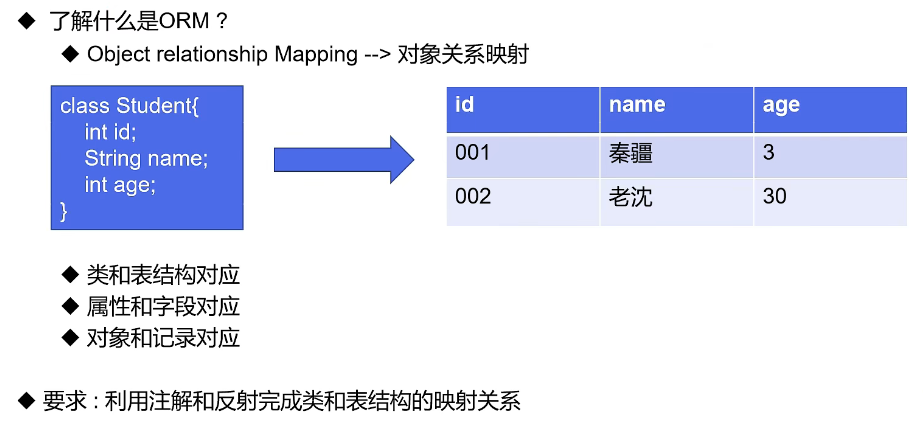 ◆ 了解什么是ORM？
◆ Object relationship Mapping --> 对象关系映射
class Student{
int id;
String name;
int age;
}
id name age
001 秦疆 3
002 老沈 30
◆ 类和表结构对应
◆ 属性和字段对应
◆ 对象和记录对应
◆ 要求 : 利用注解和反射完成类和表结构的映射关系